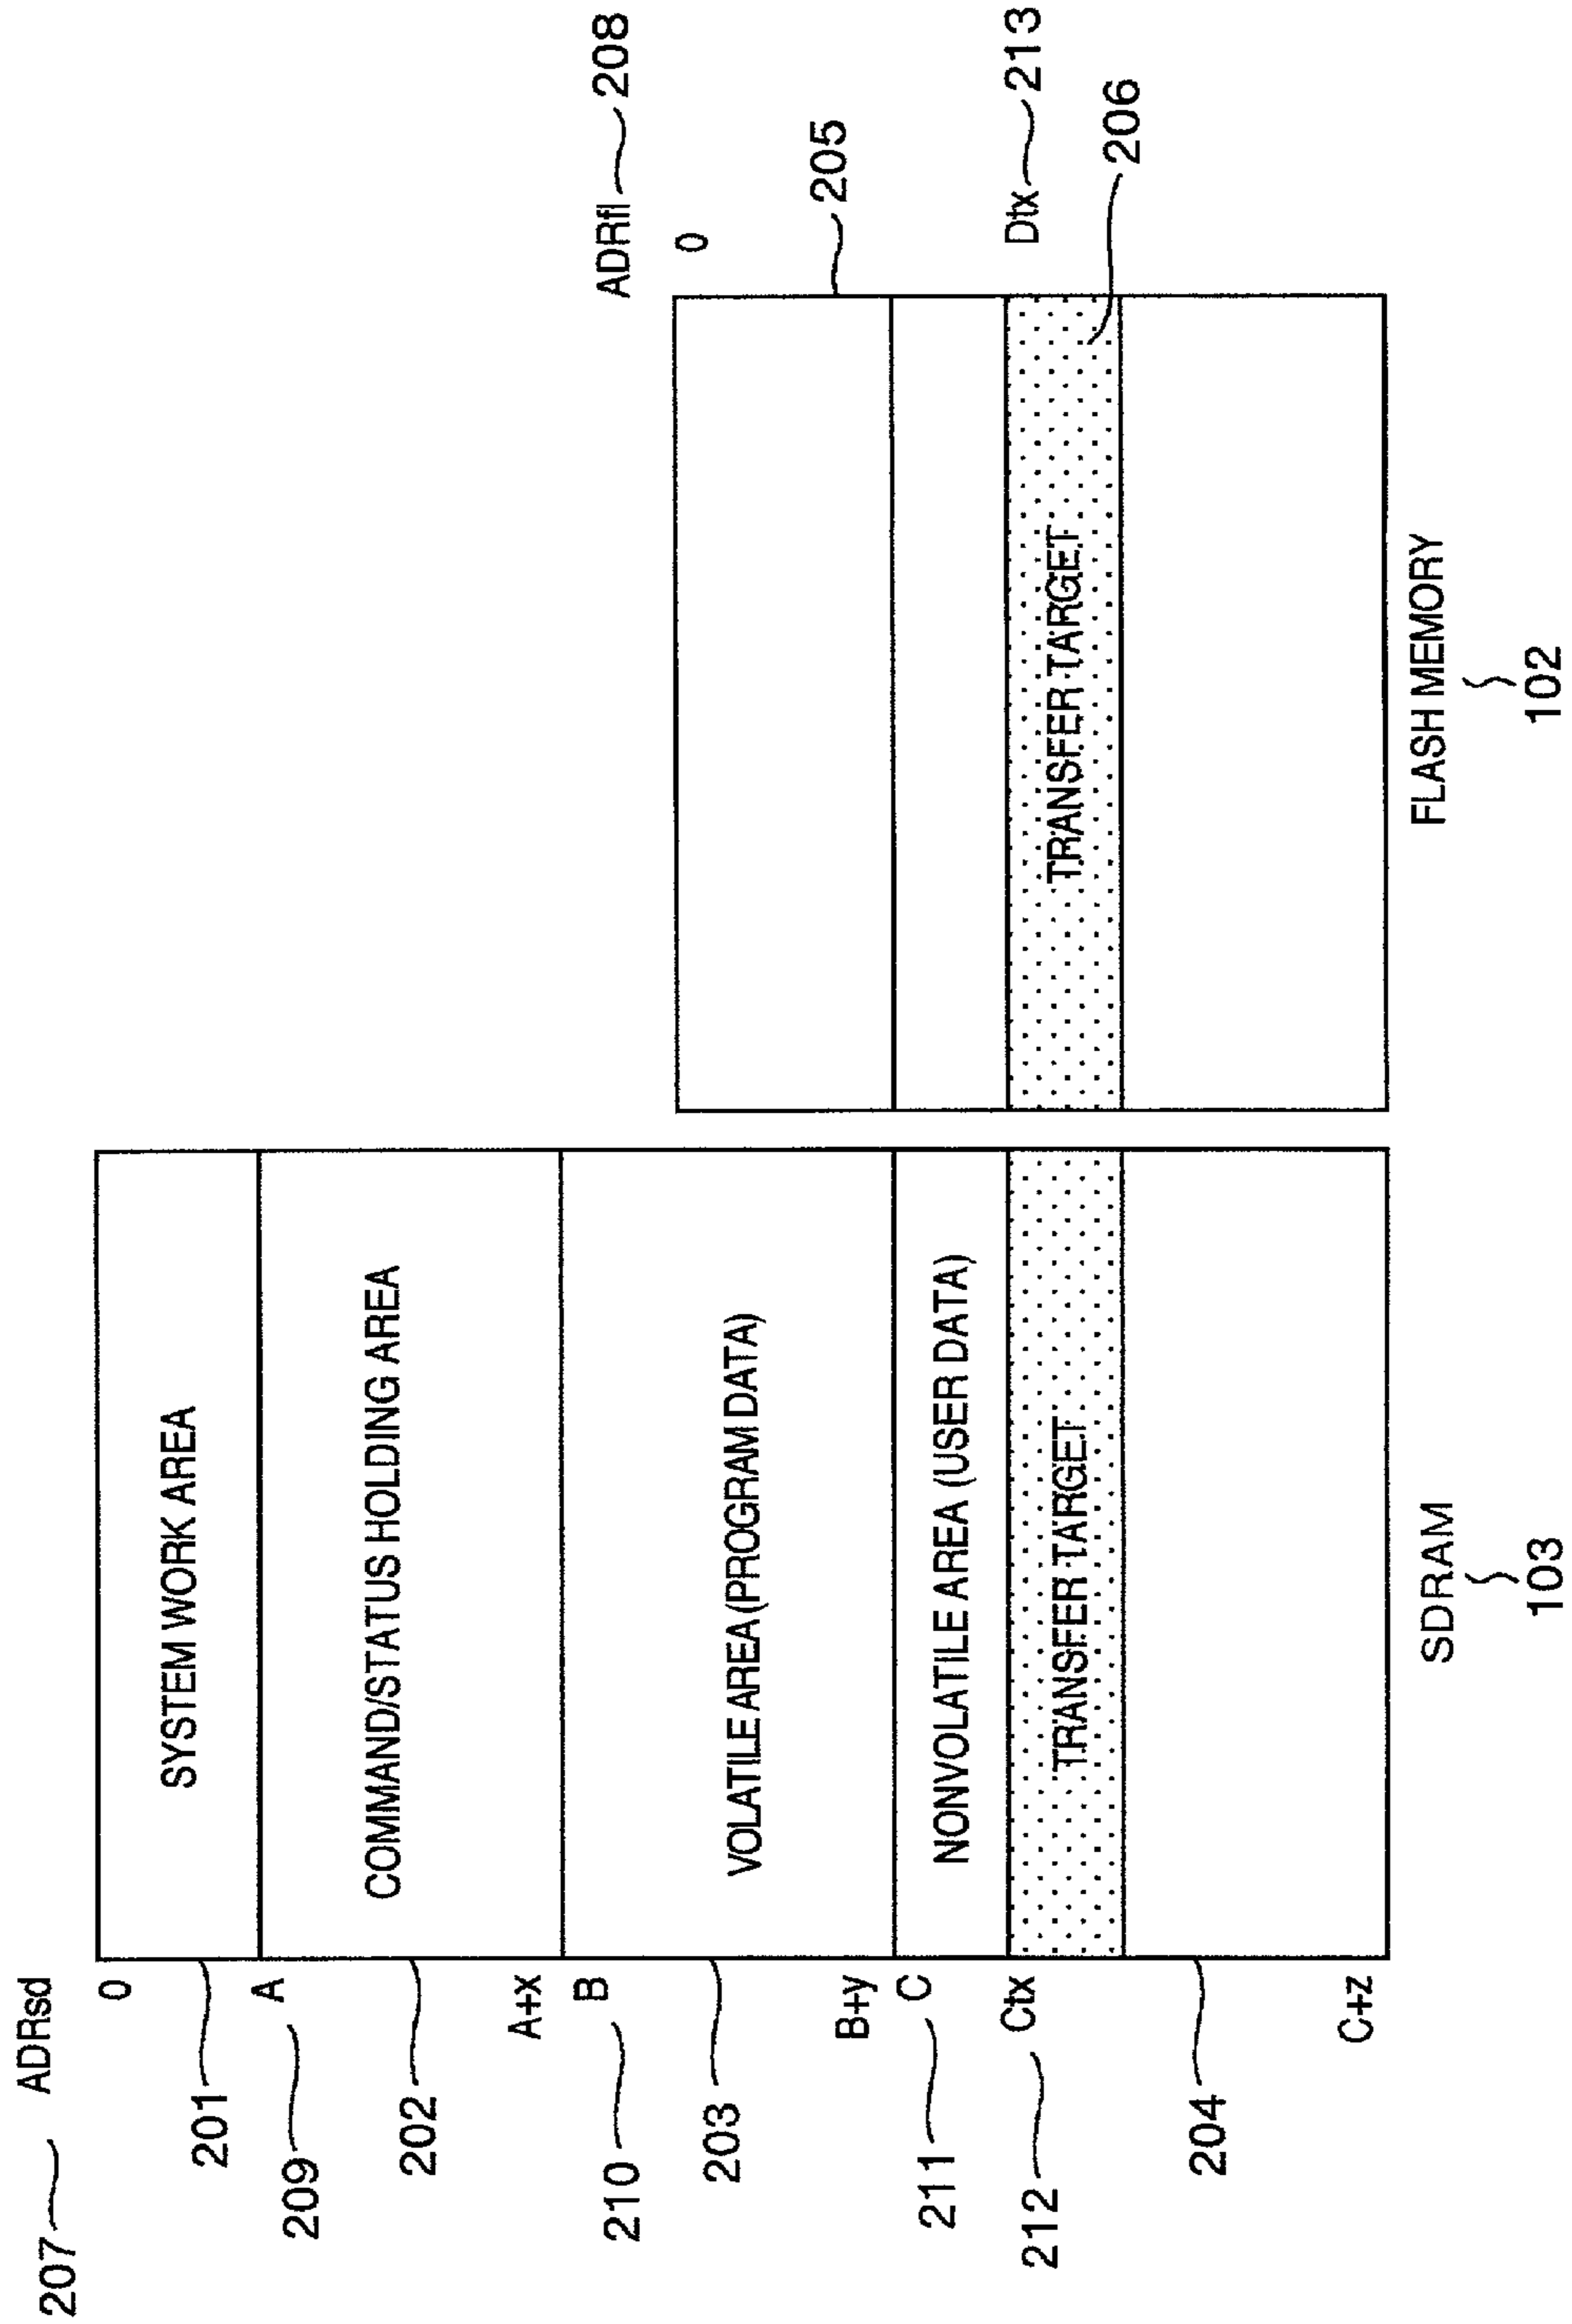 207 ADRsd
0
201
SYSTEM WORK AREA
A
209
202
COMMAND/STATUS HOLDING AREA
A+x
B
210
203
VOLATILE AREA (PROGRAM DATA)
B+y
C
211
NONVOLATILE AREA (USER DATA)
Ctx
212
TRANSFER TARGET
204
C+z
SDRAM
103
ADRfl 208
0
205
Dtx 213
TRANSFER TARGET
206
FLASH MEMORY
102